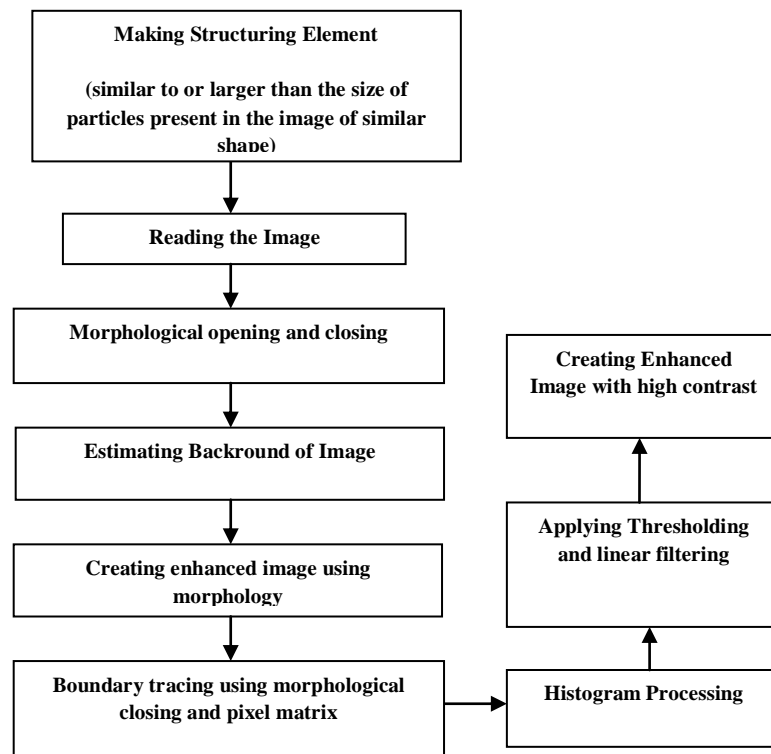 Making Structuring Element
(similar to or larger than the size of
particles present in the image of similar
shape)
Reading the Image
Morphological opening and closing
Estimating Backround of Image
Creating enhanced image using
morphology
Boundary tracing using morphological
closing and pixel matrix
Histogram Processing
Applying Thresholding
and linear filtering
Creating Enhanced
Image with high contrast